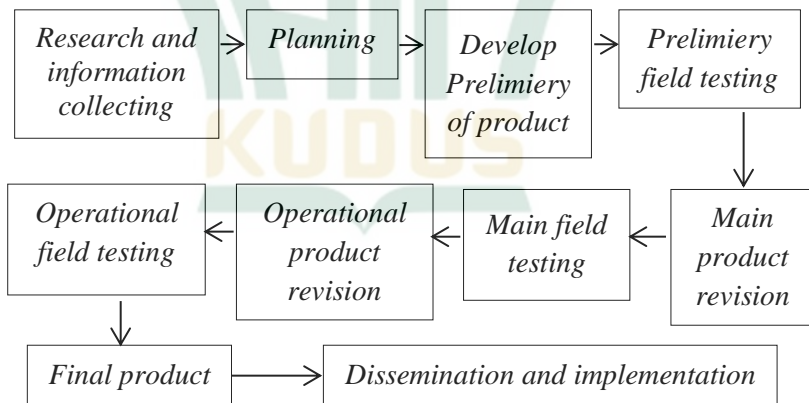 Research and
information
collecting
Planning
Develop
Prelimiery
of product
Prelimiery
field testing
Main
product
revision
Main field
testing
Operational
product
revision
Operational
field testing
Final product
Dissemination and implementation
KUDUS